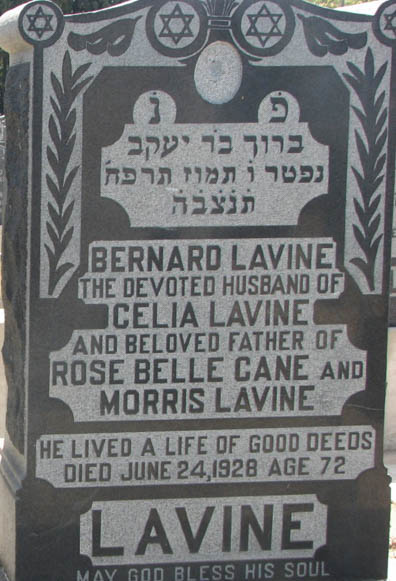 פ נ
ברוך בר יעקב
נפטר ו תמוז תרפח
תנצבה
BERNARD LAVINE
THE DEVOTED HUSBAND OF
CELIA LAVINE
AND BELOVED FATHER OF
ROSE BELLE CANE AND
MORRIS LAVINE
HE LIVED A LIFE OF GOOD DEEDS
DIED JUNE 24, 1928 AGE 72
LAVINE
MAY GOD BLESS HIS SOUL